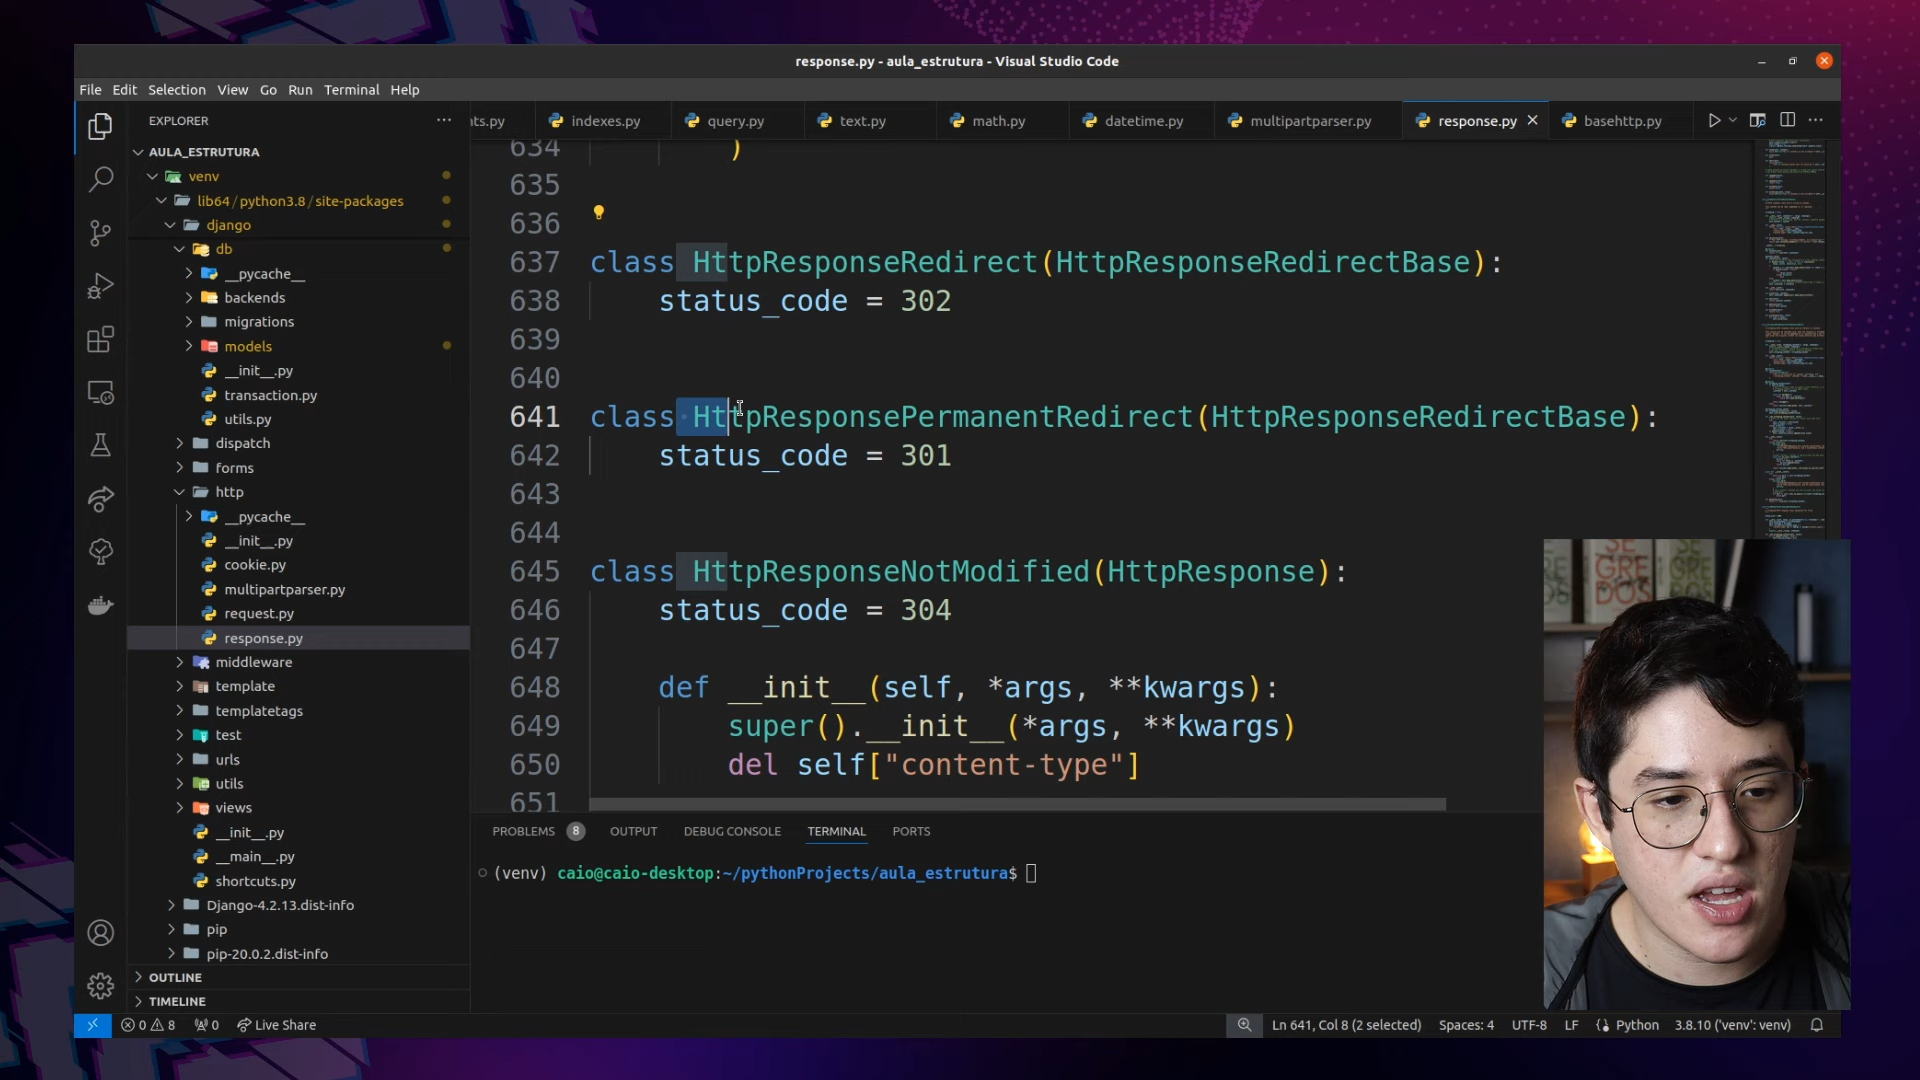 response.py - aula_estrutura - Visual Studio Code
File Edit Selection View Go Run Terminal Help
EXPLORER
ts.py indexes.py query.py text.py math.py datetime.py multipartparser.py response.py basehttp.py
AULA_ESTRUTURA
venv
lib64 / python3.8 / site-packages
django
db
__pycache__
backends
migrations
models
__init__.py
transaction.py
utils.py
dispatch
forms
http
__pycache__
__init__.py
cookie.py
multipartparser.py
request.py
response.py
middleware
template
templatetags
test
urls
utils
views
__init__.py
__main__.py
shortcuts.py
Django-4.2.13.dist-info
pip
pip-20.0.2.dist-info
OUTLINE
TIMELINE
634 )
635
636
637 class HttpResponseRedirect(HttpResponseRedirectBase):
638 status_code = 302
639
640
641 class HttpResponsePermanentRedirect(HttpResponseRedirectBase):
642 status_code = 301
643
644
645 class HttpResponseNotModified(HttpResponse):
646 status_code = 304
647
648 def __init__(self, *args, **kwargs):
649 super().__init__(*args, **kwargs)
650 del self["content-type"]
651
PROBLEMS 8 OUTPUT DEBUG CONSOLE TERMINAL PORTS
(venv) caio@caio-desktop:~/pythonProjects/aula_estrutura$
0 8 0 Live Share Ln 641, Col 8 (2 selected) Spaces: 4 UTF-8 LF Python 3.8.10 ('venv': venv)